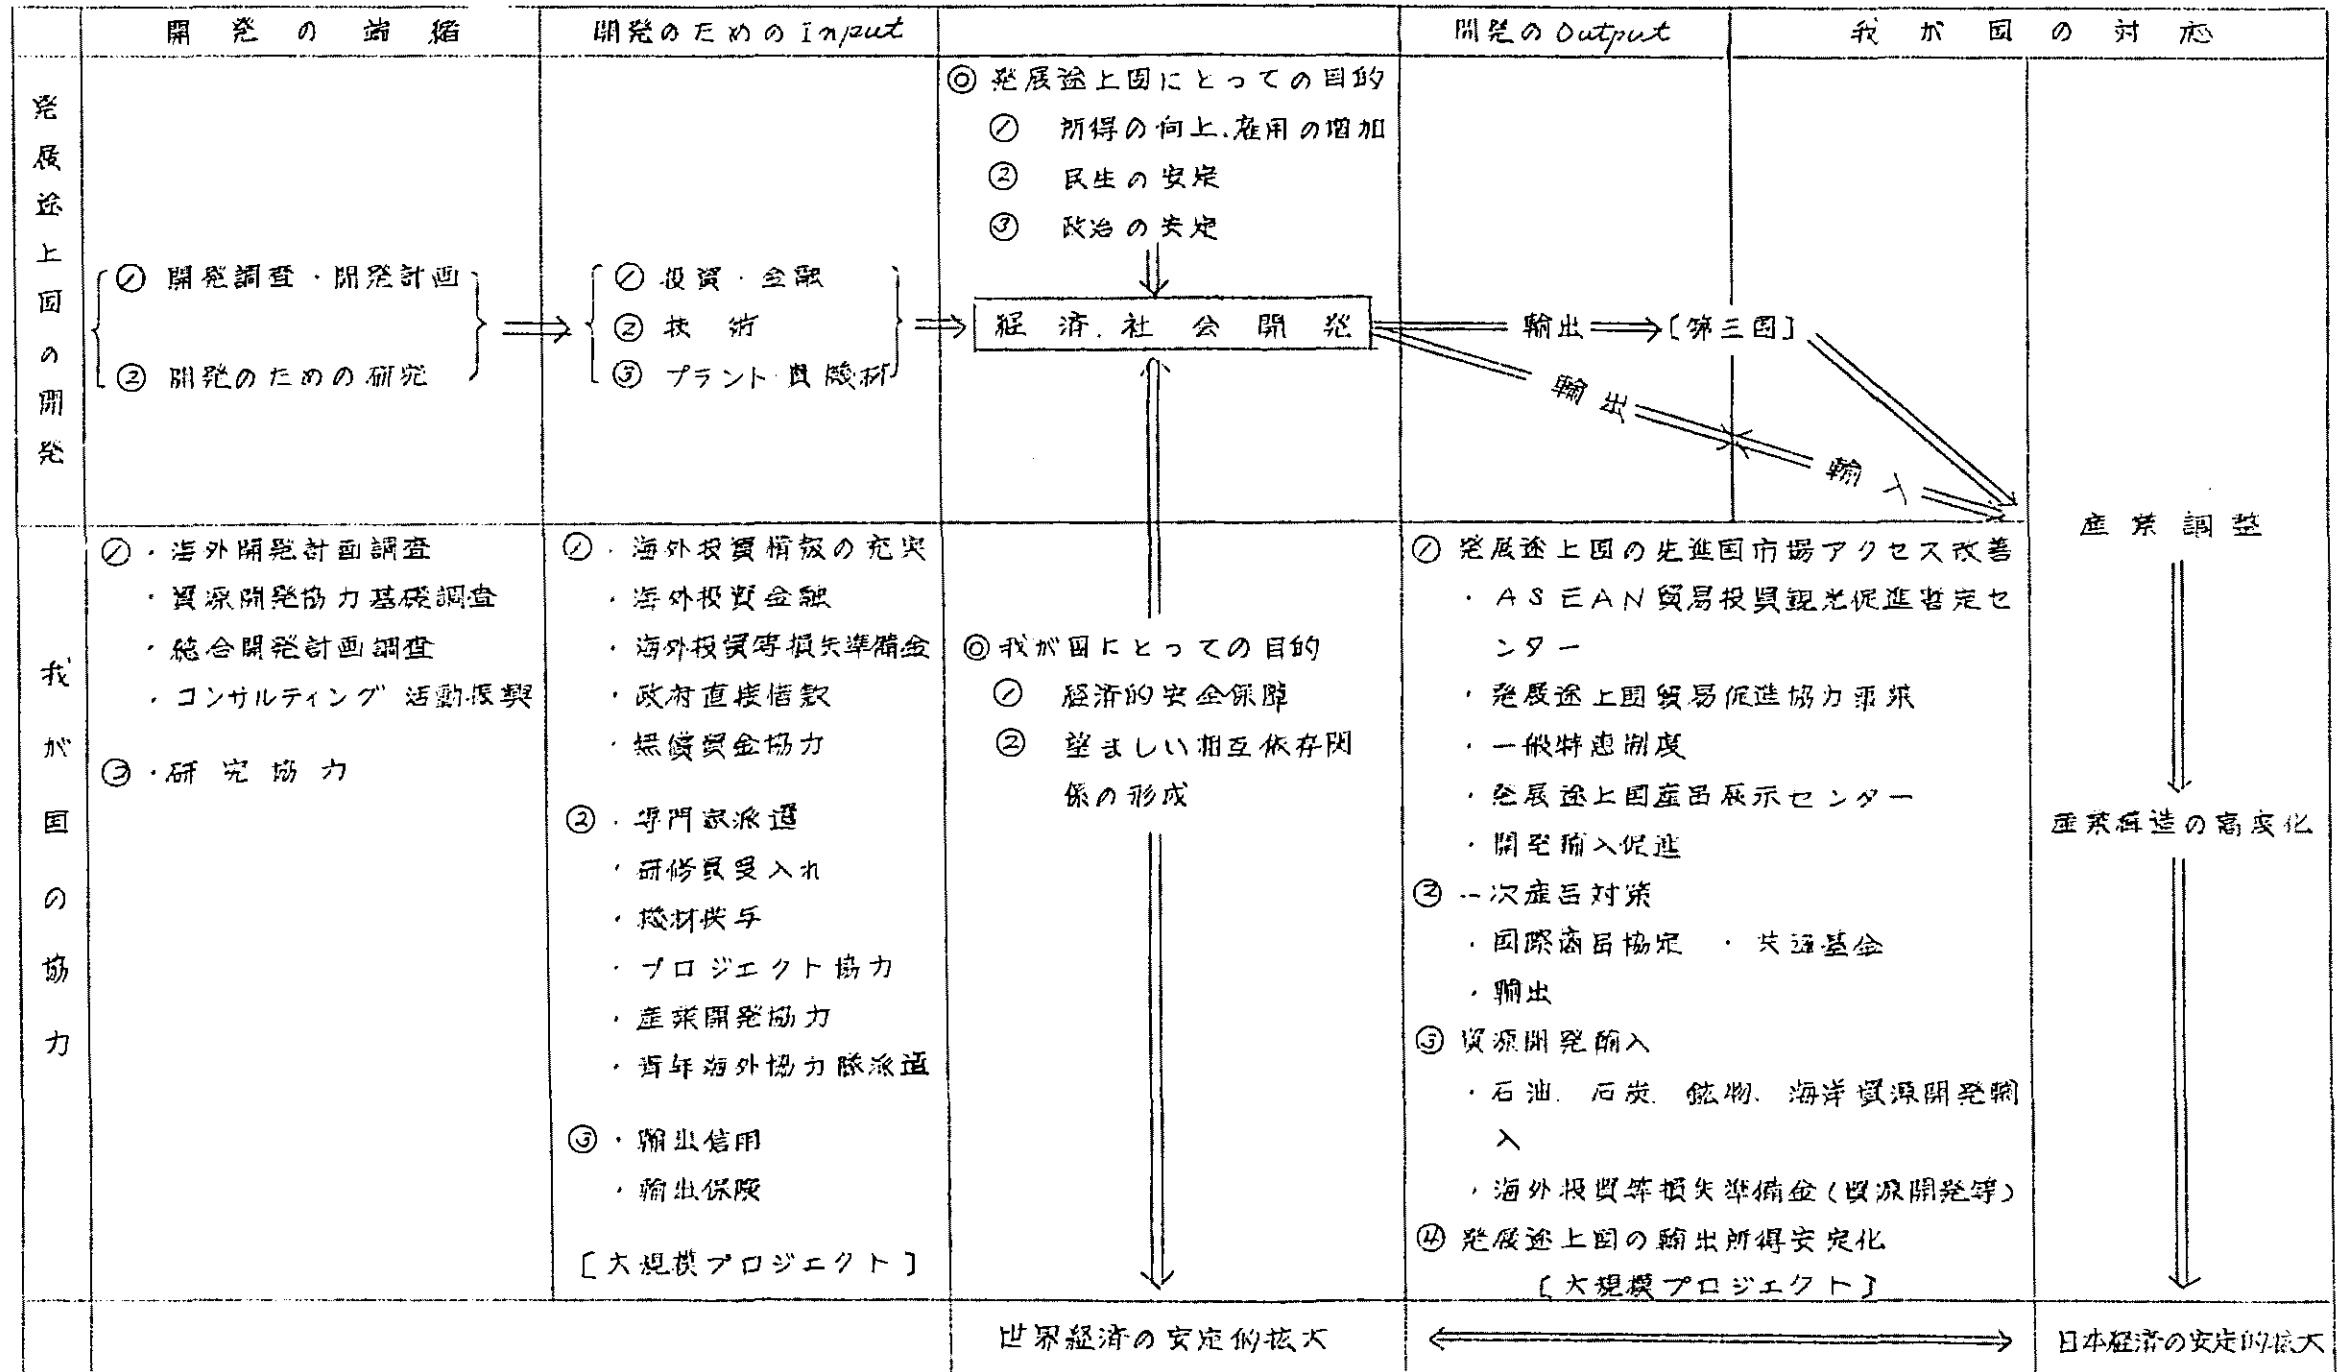 開発の端緒
開発のためのInput
開発のOutput
我が国の対応
発展途上国の開発
① 開発調査・開発計画
② 開発のための研究
① 投資・金融
② 技術
③ プラント・資機材
◎ 発展途上国にとっての目的
① 所得の向上、雇用の増加
② 民生の安定
③ 政治の安定
経済、社会開発
輸出
[第三国]
輸出
輸入
我が国の協力
① ・海外開発計画調査
・資源開発協力基礎調査
・総合開発計画調査
・コンサルティング活動振興
③ ・研究協力
① ・海外投資情報の充実
・海外投資金融
・海外投資等損失準備金
・政府直接借款
・無償資金協力
② ・専門家派遣
・研修員受入れ
・機材供与
・プロジェクト協力
・産業開発協力
・青年海外協力隊派遣
③ ・輸出信用
・輸出保険
[大規模プロジェクト]
◎ 我が国にとっての目的
① 経済的安全保障
② 望ましい相互依存関
係の形成
① 発展途上国の先進国市場アクセス改善
・ASEAN貿易投資観光促進暫定セ
ンター
・発展途上国貿易促進協力事業
・一般特恵制度
・発展途上国産品展示センター
・開発輸入促進
② 一次産品対策
・国際商品協定 ・共通基金
・輸出
③ 資源開発輸入
・石油、石炭、鉱物、海洋資源開発輸
入
・海外投資等損失準備金(資源開発等)
④ 発展途上国の輸出所得安定化
[大規模プロジェクト]
産業調整
産業構造の高度化
世界経済の安定的拡大
日本経済の安定的拡大